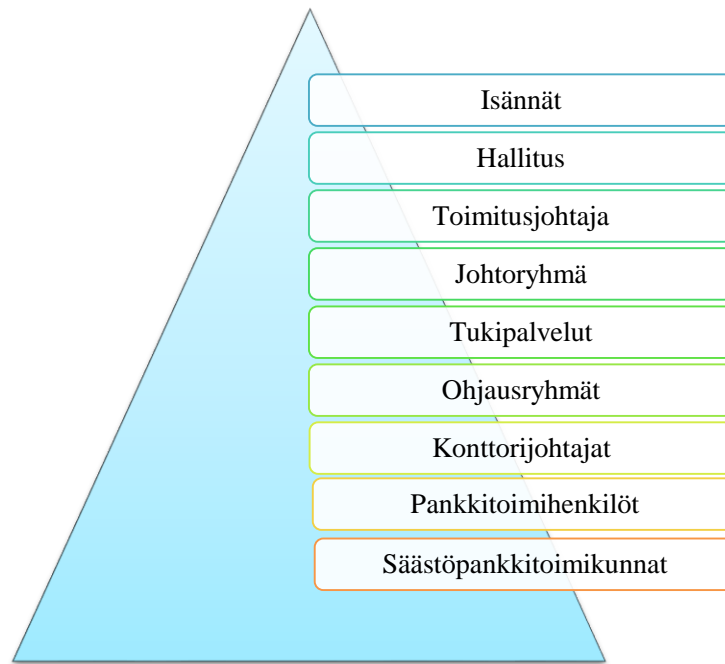 Isännät
Hallitus
Toimitusjohtaja
Johtoryhmä
Tukipalvelut
Ohjausryhmät
Konttorijohtajat
Pankkitoimihenkilöt
Säästöpankkitoimikunnat